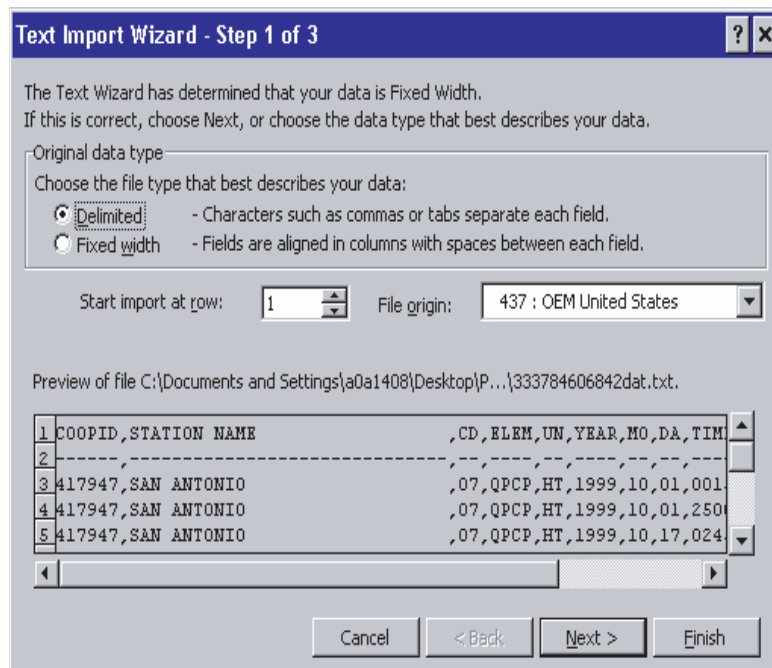 Text Import Wizard - Step 1 of 3 ? x
The Text Wizard has determined that your data is Fixed Width.
If this is correct, choose Next, or choose the data type that best describes your data.
Original data type
Choose the file type that best describes your data:
Delimited - Characters such as commas or tabs separate each field.
Fixed width - Fields are aligned in columns with spaces between each field.
Start import at row: 1 File origin: 437 : OEM United States
Preview of file C:\Documents and Settings\a0a1408\Desktop\P...\333784606842dat.txt.
1 COOPID,STATION NAME ,CD,ELEM,UN,YEAR,MO,DA,TIM
2 ------,------------------------------,--,----,--,----,--,--,----
3 417947,SAN ANTONIO ,07,QPCP,HT,1999,10,01,001
4 417947,SAN ANTONIO ,07,QPCP,HT,1999,10,01,250
5 417947,SAN ANTONIO ,07,QPCP,HT,1999,10,17,024
Cancel < Back Next > Finish